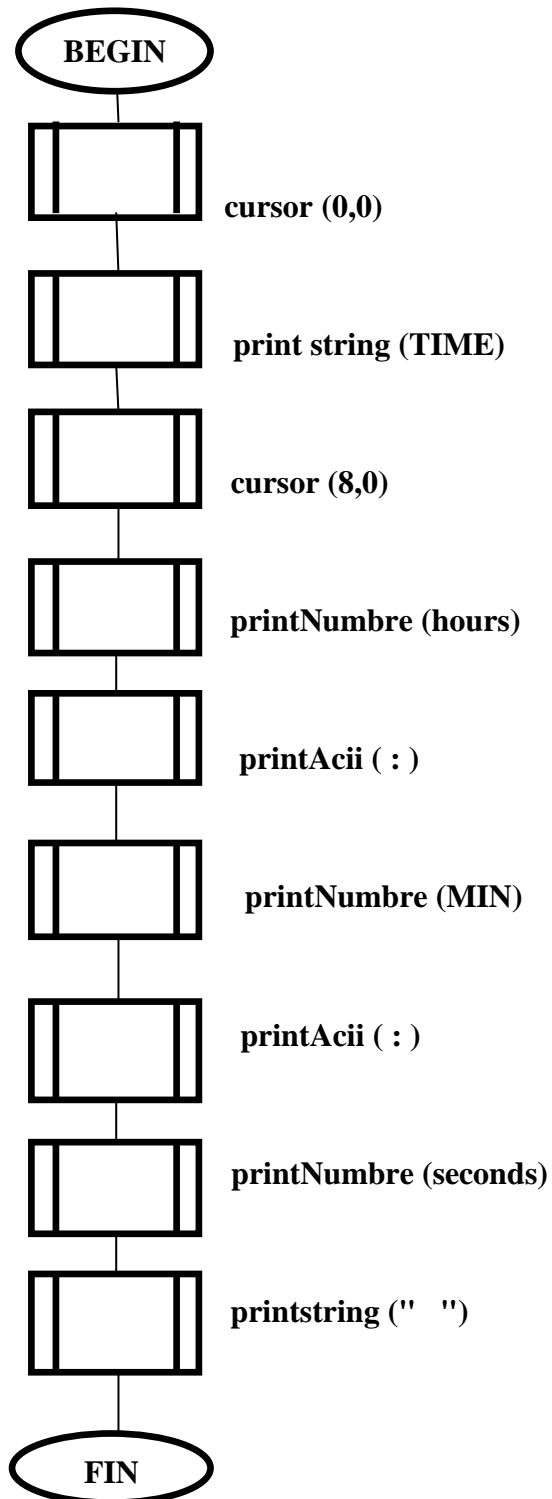 BEGIN
cursor (0,0)
print string (TIME)
cursor (8,0)
printNumbre (hours)
printAcii ( : )
printNumbre (MIN)
printAcii ( : )
printNumbre (seconds)
printstring ("   ")
FIN